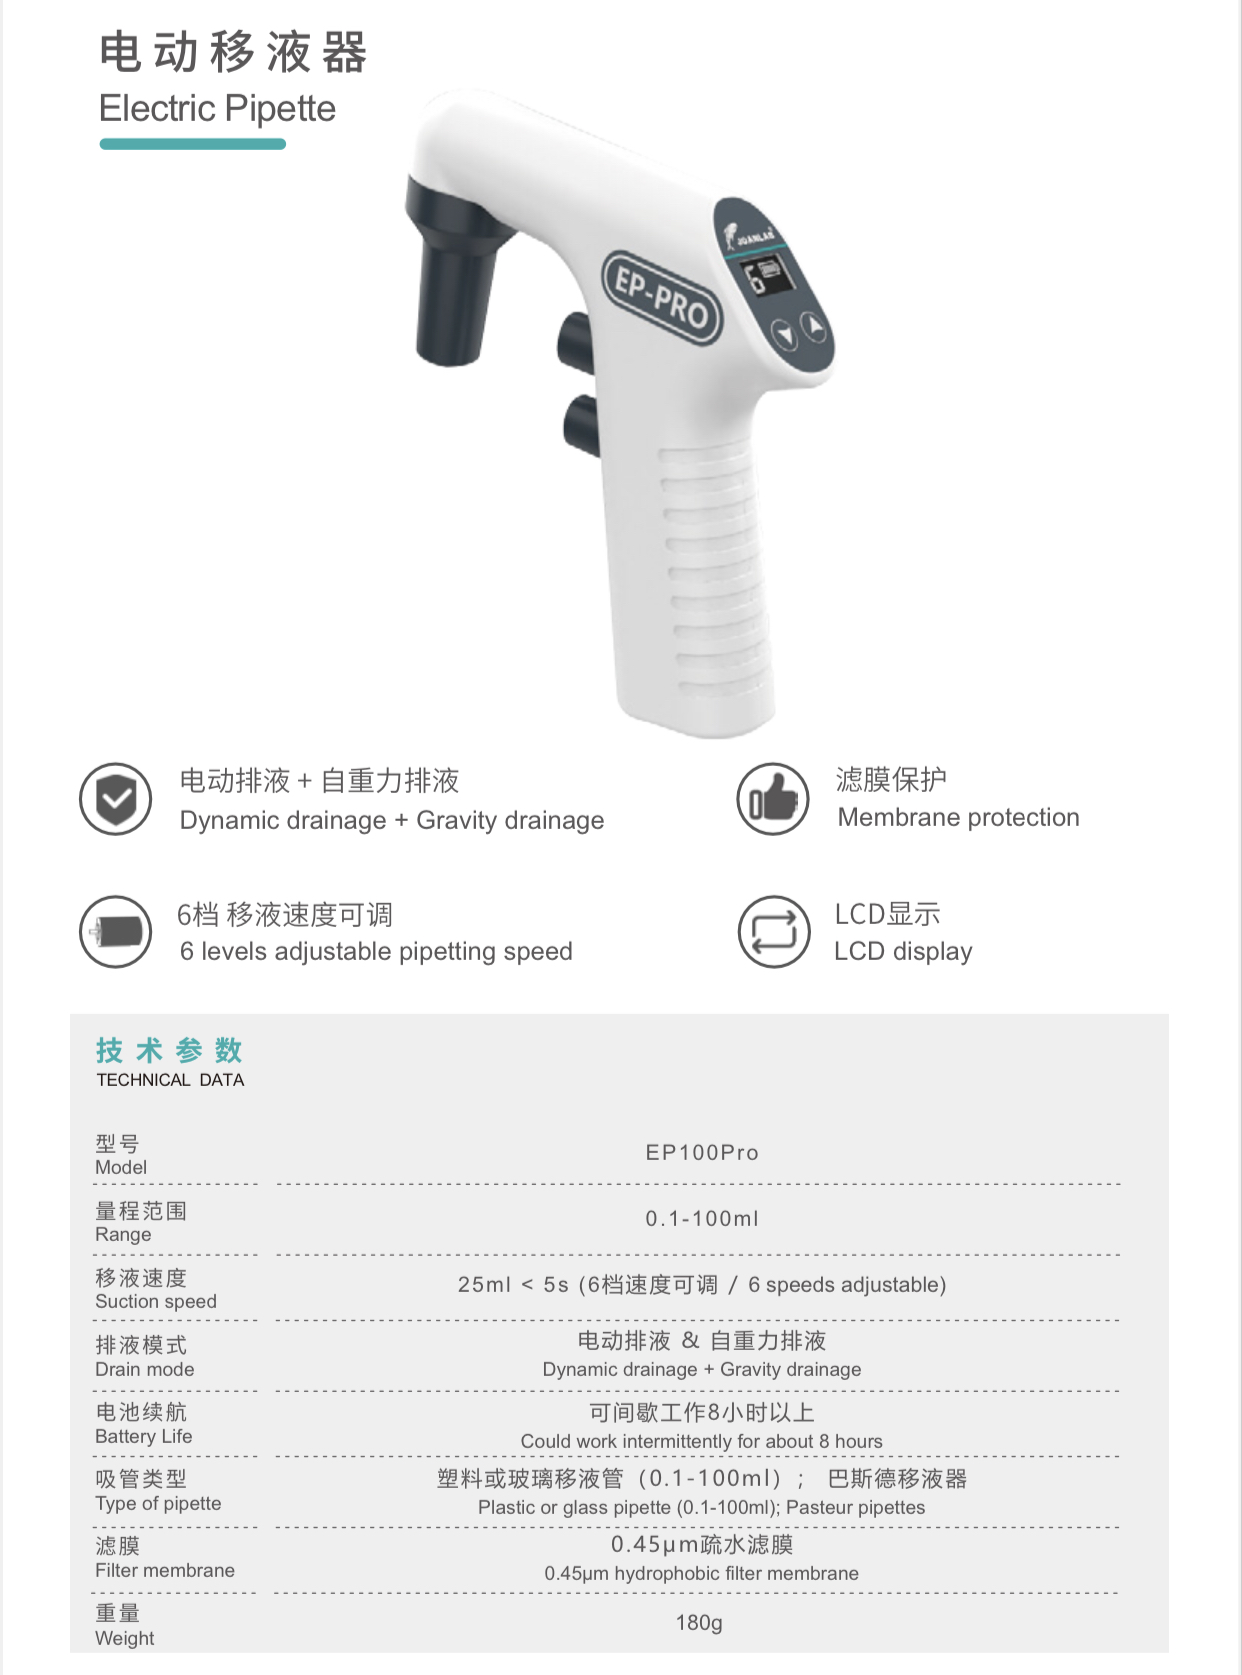 电动移液器
Electric Pipette
JOANLAB
6
EP-PRO
电动排液 + 自重力排液
Dynamic drainage + Gravity drainage
滤膜保护
Membrane protection
6档 移液速度可调
6 levels adjustable pipetting speed
LCD显示
LCD display
技术参数
TECHNICAL DATA
型号
Model
EP100Pro
量程范围
Range
0.1-100ml
移液速度
Suction speed
25ml < 5s (6档速度可调 / 6 speeds adjustable)
排液模式
Drain mode
电动排液 & 自重力排液
Dynamic drainage + Gravity drainage
电池续航
Battery Life
可间歇工作8小时以上
Could work intermittently for about 8 hours
吸管类型
Type of pipette
塑料或玻璃移液管（0.1-100ml）； 巴斯德移液器
Plastic or glass pipette (0.1-100ml); Pasteur pipettes
滤膜
Filter membrane
0.45μm疏水滤膜
0.45μm hydrophobic filter membrane
重量
Weight
180g